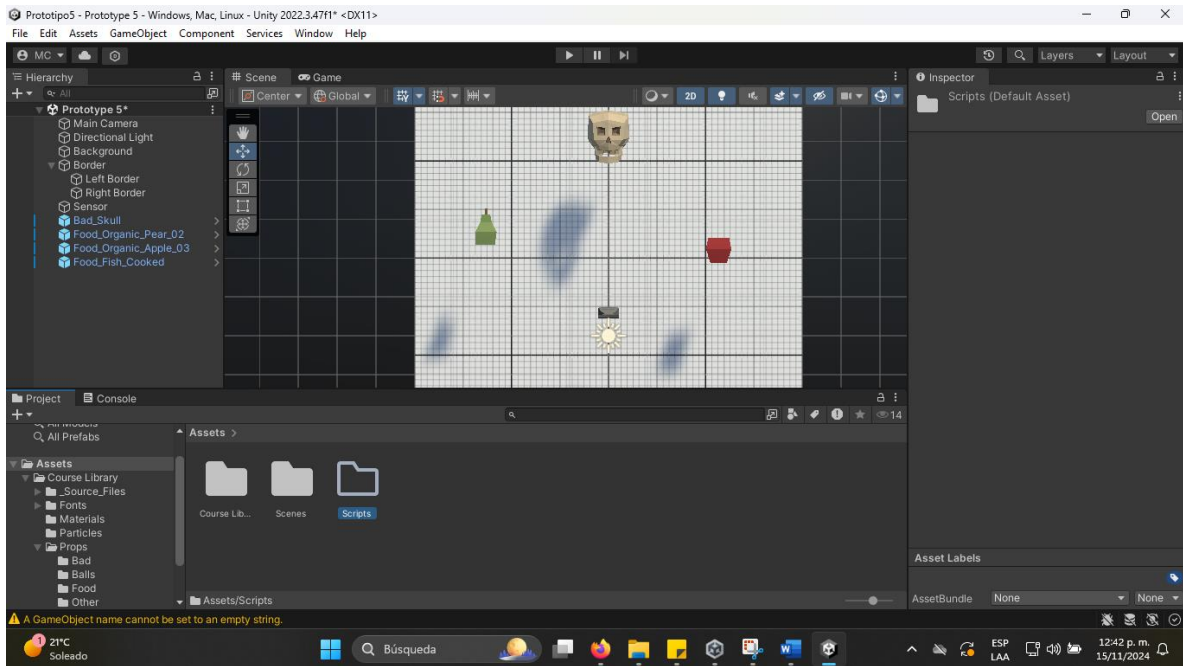 Prototipo5 - Prototype 5 - Windows, Mac, Linux - Unity 2022.3.47f1* <DX11>
File Edit Assets GameObject Component Services Window Help
MC
Layers
Layout
Hierarchy
All
Prototype 5*
Main Camera
Directional Light
Background
Border
Left Border
Right Border
Sensor
Bad_Skull
Food_Organic_Pear_02
Food_Organic_Apple_03
Food_Fish_Cooked
Scene Game
Center Global
2D
Inspector
Scripts (Default Asset)
Open
Project Console
14
All Models
All Prefabs
Assets
Course Library
_Source_Files
Fonts
Materials
Particles
Props
Bad
Balls
Food
Other
Assets >
Course Lib... Scenes Scripts
Assets/Scripts
Asset Labels
AssetBundle None None
A GameObject name cannot be set to an empty string.
1
21°C
Soleado
Búsqueda
ESP
LAA
12:42 p. m.
15/11/2024